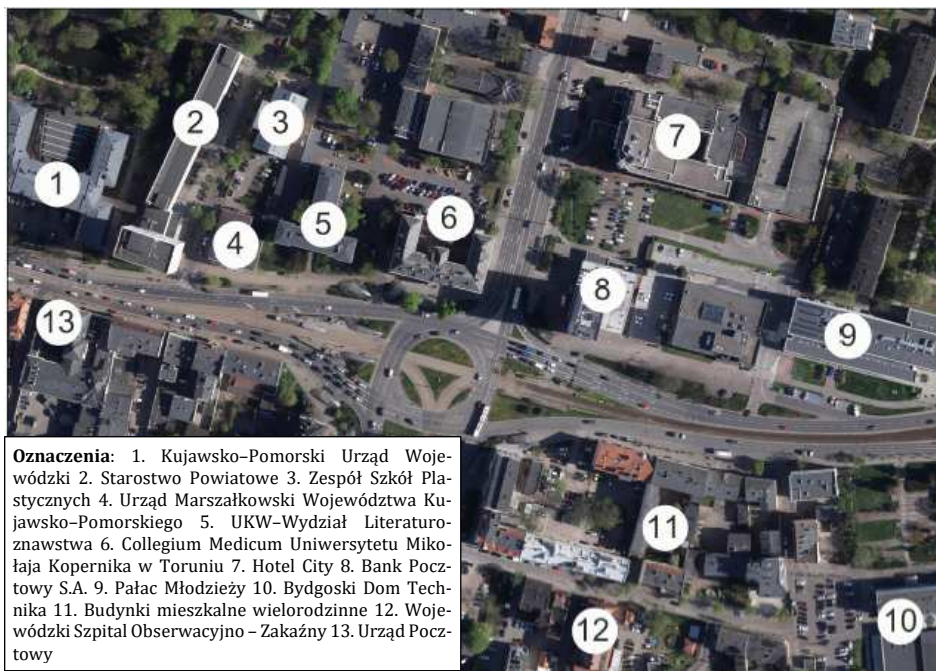 1
2
3
4
5
6
7
8
9
10
11
12
13
Oznaczenia: 1. Kujawsko–Pomorski Urząd Woje-
wódzki 2. Starostwo Powiatowe 3. Zespół Szkół Pla-
stycznych 4. Urząd Marszałkowski Województwa Ku-
jawsko–Pomorskiego 5. UKW–Wydział Literaturo-
znawstwa 6. Collegium Medicum Uniwersytetu Miko-
łaja Kopernika w Toruniu 7. Hotel City 8. Bank Pocz-
towy S.A. 9. Pałac Młodzieży 10. Bydgoski Dom Tech-
nika 11. Budynki mieszkalne wielorodzinne 12. Woje-
wódzki Szpital Obserwacyjno – Zakaźny 13. Urząd Pocz-
towy